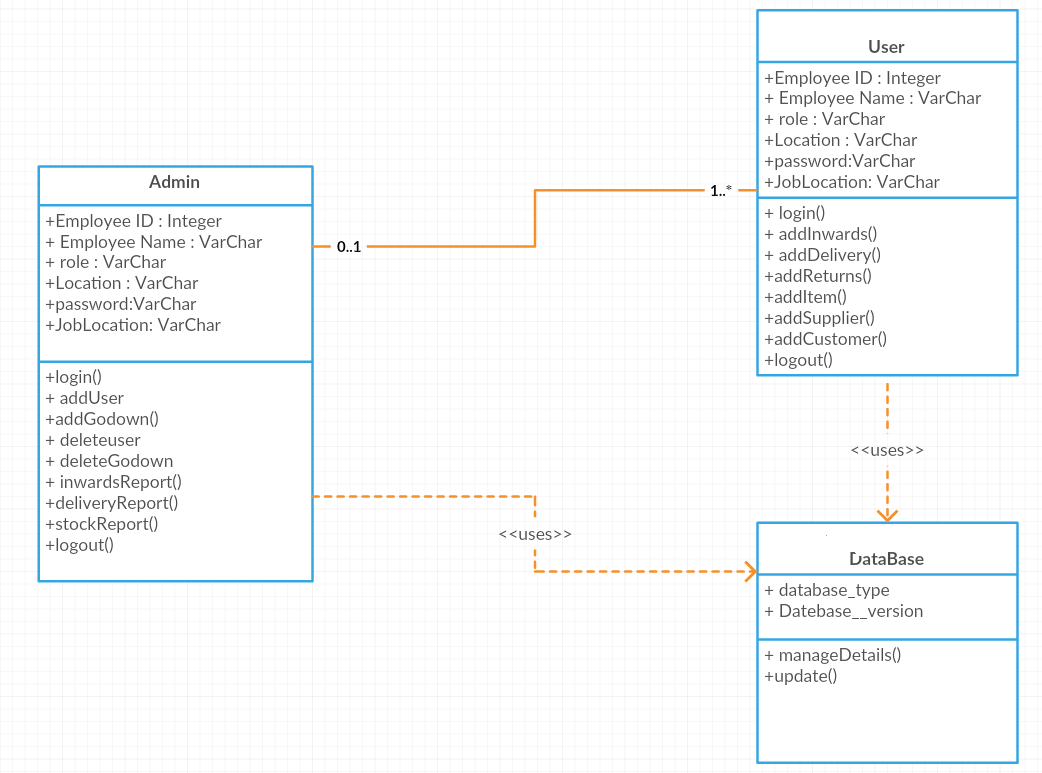 User
+Employee ID : Integer
+ Employee Name : VarChar
+ role : VarChar
+Location : VarChar
+password:VarChar
+JobLocation: VarChar
+ login()
+ addInwards()
+ addDelivery()
+addReturns()
+addItem()
+addSupplier()
+addCustomer()
+logout()
Admin
+Employee ID : Integer
+ Employee Name : VarChar
+ role : VarChar
+Location : VarChar
+password:VarChar
+JobLocation: VarChar
+login()
+ addUser
+addGodown()
+ deleteuser
+ deleteGodown
+ inwardsReport()
+deliveryReport()
+stockReport()
+logout()
0..1
1..*
<<uses>>
<<uses>>
DataBase
+ database_type
+ Datebase__version
+ manageDetails()
+update()